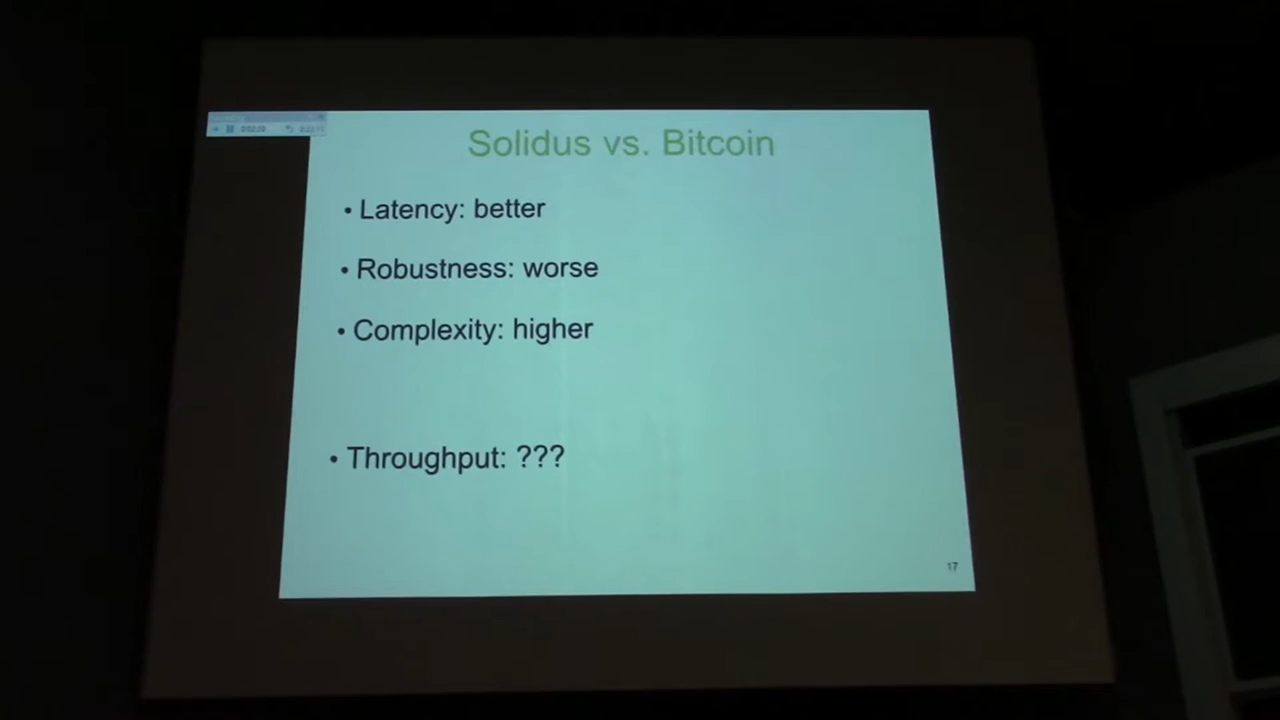 Solidus vs. Bitcoin
• Latency: better
• Robustness: worse
• Complexity: higher
• Throughput: ???
17